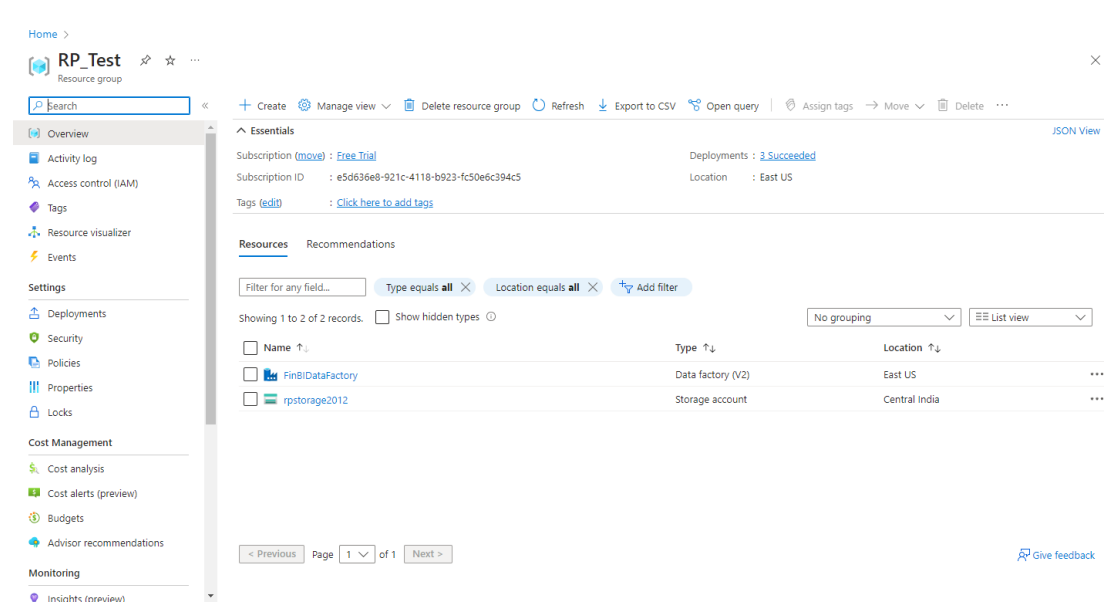 Home >
RP_Test
Resource group
Search
«
Overview
Activity log
Access control (IAM)
Tags
Resource visualizer
Events
Settings
Deployments
Security
Policies
Properties
Locks
Cost Management
Cost analysis
Cost alerts (preview)
Budgets
Advisor recommendations
Monitoring
Insights (preview)
+ Create Manage view Delete resource group Refresh Export to CSV Open query Assign tags Move Delete ...
Essentials JSON View
Subscription (move) : Free Trial Deployments : 3 Succeeded
Subscription ID : e5d636e8-921c-4118-b923-fc50e6c394c5 Location : East US
Tags (edit) : Click here to add tags
Resources Recommendations
Filter for any field... Type equals all Location equals all Add filter
Showing 1 to 2 of 2 records. Show hidden types No grouping List view
Name ↑↓ Type ↑↓ Location ↑↓
FinBIDataFactory Data factory (V2) East US ...
rpstorage2012 Storage account Central India ...
< Previous Page 1 of 1 Next > Give feedback